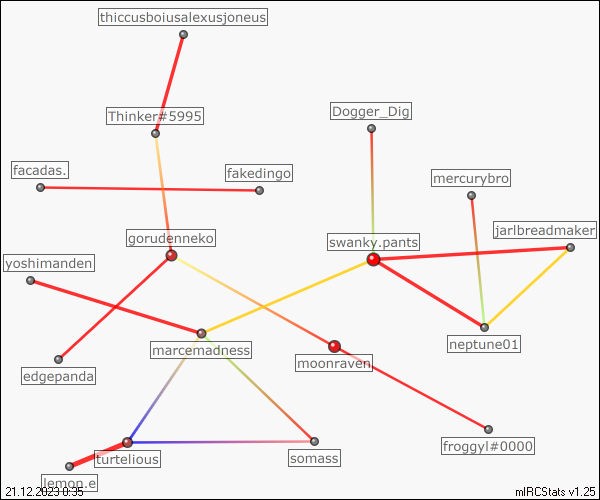 thiccusboiusalexusjoneus
Thinker#5995
Dogger_Dig
facadas.
fakedingo
mercurybro
jarlbreadmaker
gorudenneko
swanky.pants
yoshimanden
neptune01
marcemadness
moonraven
edgepanda
froggyl#0000
turtelious
somass
lemon.e
21.12.2023 0:35
mIRCStats v1.25